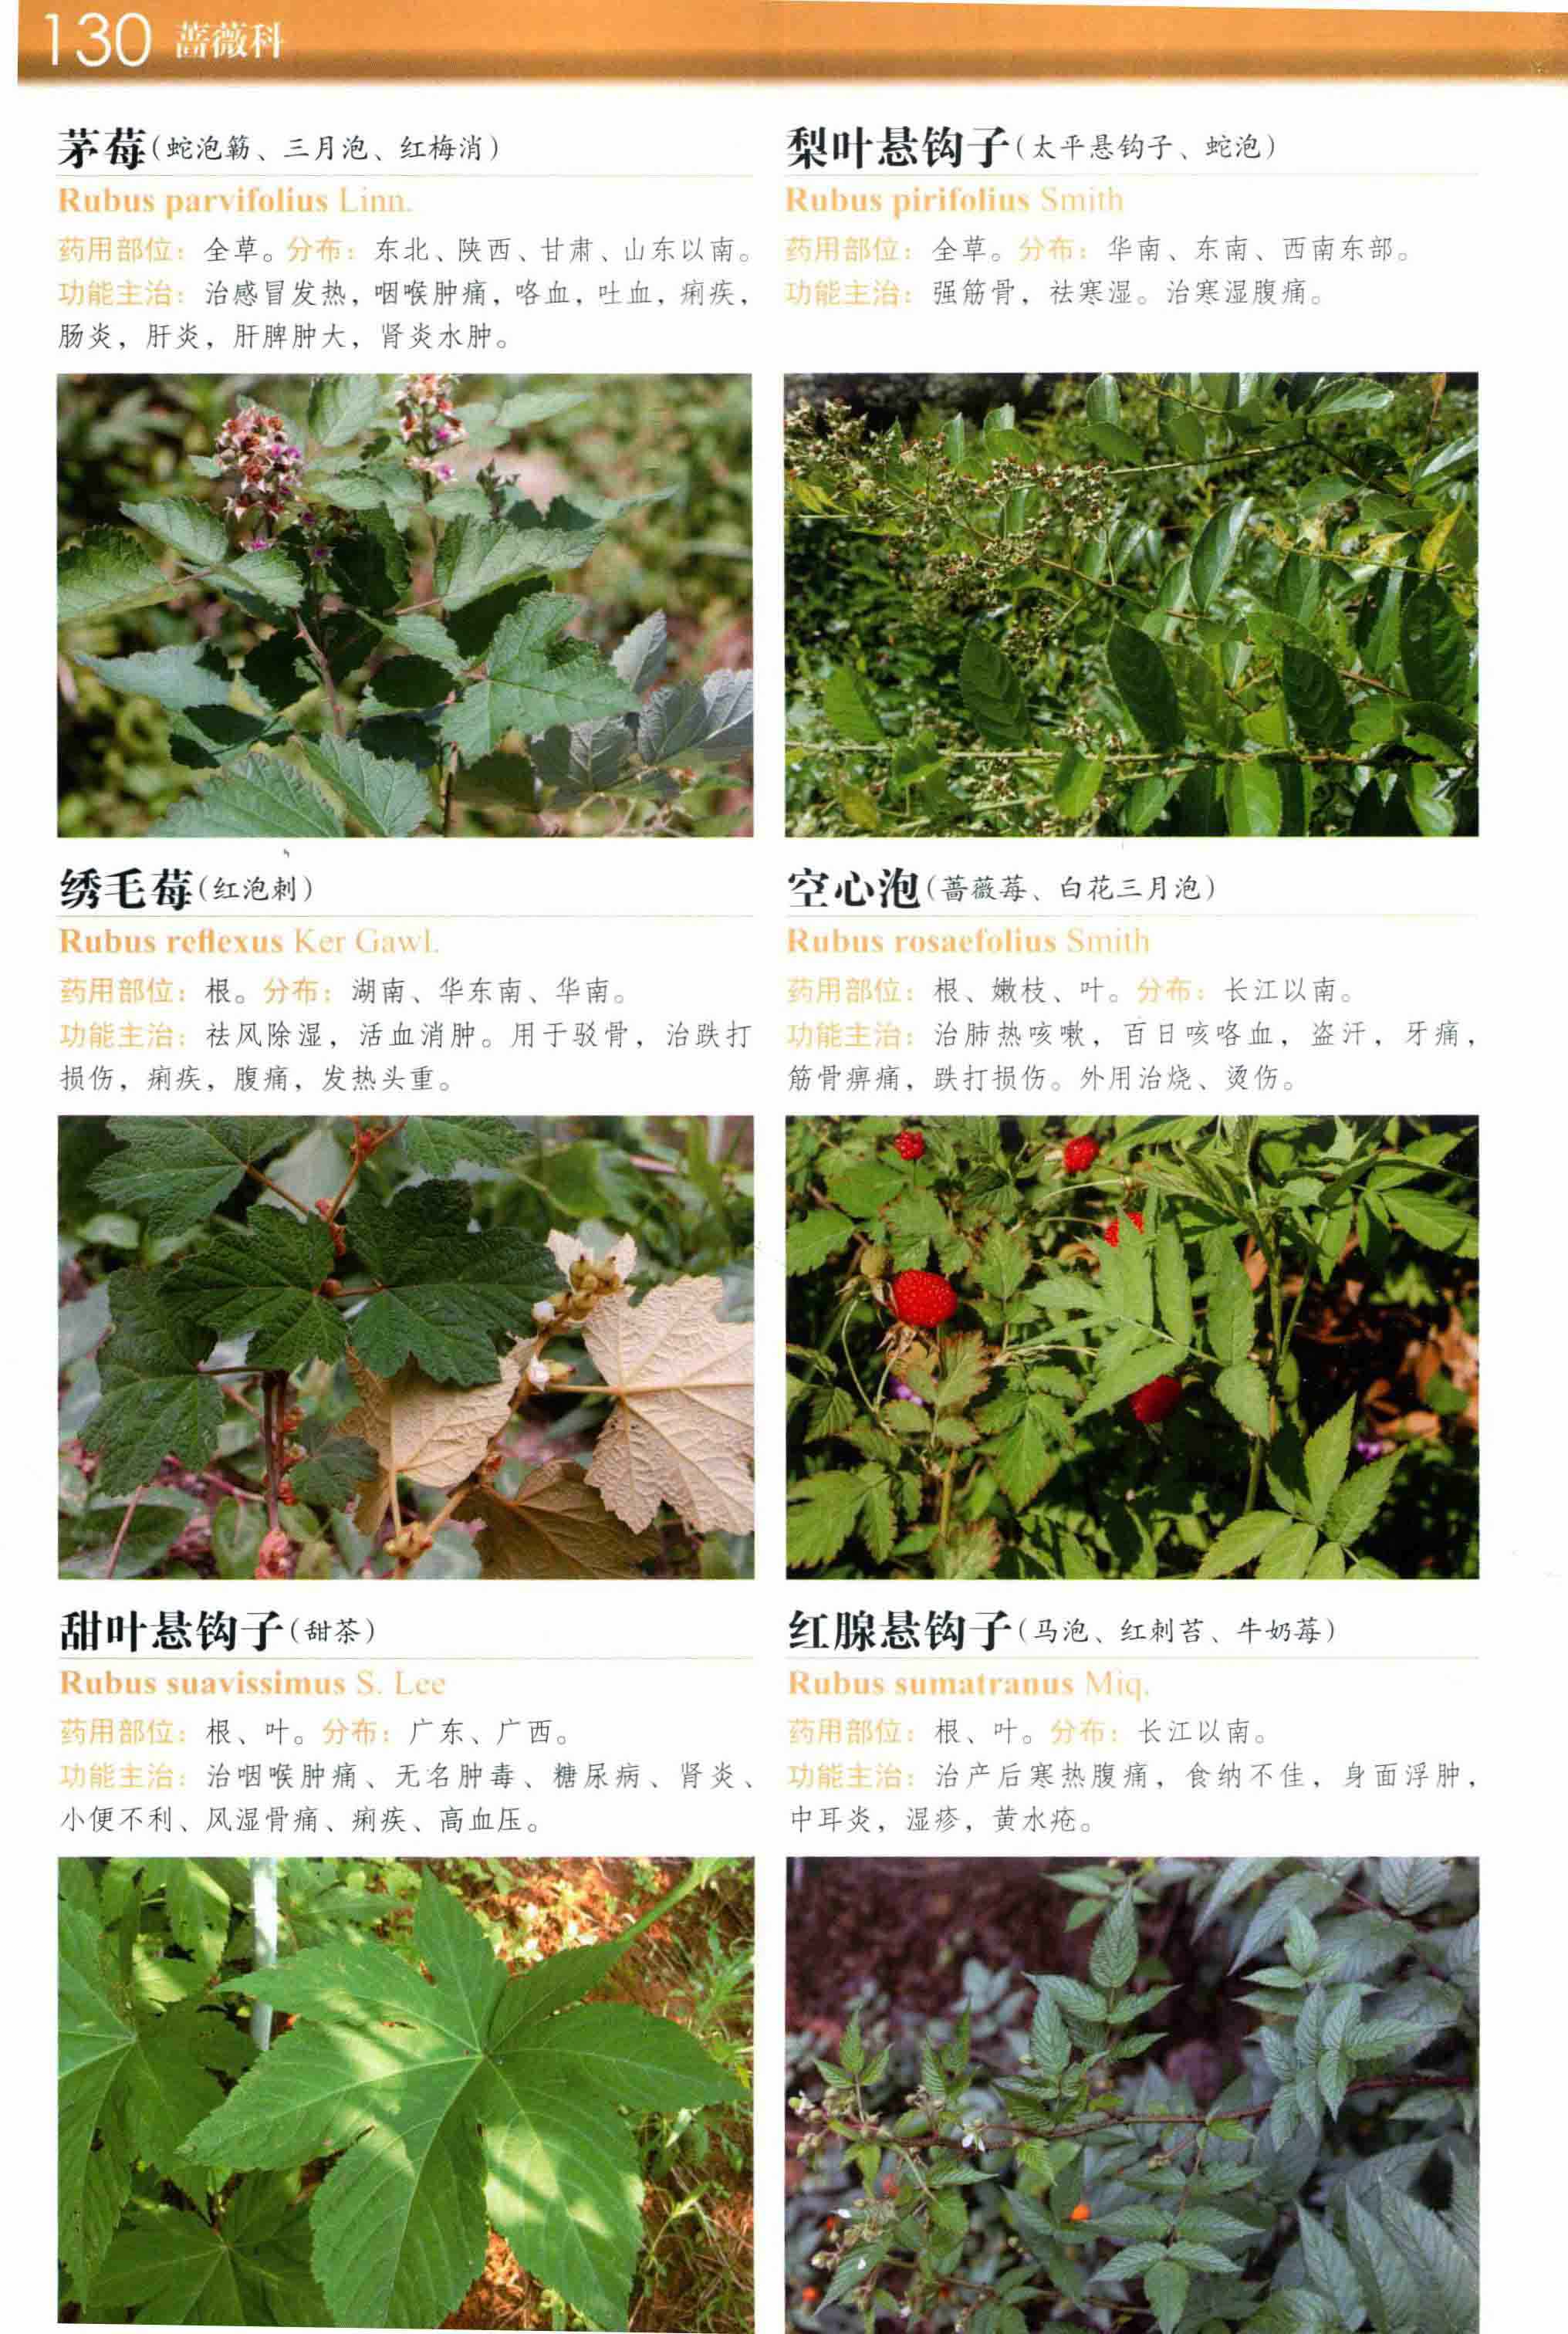 130 蔷薇科
茅莓(蛇泡簕、三月泡、红梅消)
Rubus parvifolius Linn.
药用部位：全草。分布：东北、陕西、甘肃、山东以南。
功能主治：治感冒发热，咽喉肿痛，咯血，吐血，痢疾，
肠炎，肝炎，肝脾肿大，肾炎水肿。
梨叶悬钩子(太平悬钩子、蛇泡)
Rubus pirifolius Smith
药用部位：全草。分布：华南、东南、西南东部。
功能主治：强筋骨，祛寒湿。治寒湿腹痛。
绣毛莓(红泡刺)
Rubus reflexus Ker Gawl.
药用部位：根。分布：湖南、华东南、华南。
功能主治：祛风除湿，活血消肿。用于驳骨，治跌打
损伤，痢疾，腹痛，发热头重。
空心泡(蔷薇莓、白花三月泡)
Rubus rosaefolius Smith
药用部位：根、嫩枝、叶。分布：长江以南。
功能主治：治肺热咳嗽，百日咳咯血，盗汗，牙痛，
筋骨痹痛，跌打损伤。外用治烧、烫伤。
甜叶悬钩子(甜茶)
Rubus suavissimus S. Lee
药用部位：根、叶。分布：广东、广西。
功能主治：治咽喉肿痛、无名肿毒、糖尿病、肾炎、
小便不利、风湿骨痛、痢疾、高血压。
红腺悬钩子(马泡、红刺苔、牛奶莓)
Rubus sumatranus Miq.
药用部位：根、叶。分布：长江以南。
功能主治：治产后寒热腹痛，食纳不佳，身面浮肿，
中耳炎，湿疹，黄水疮。